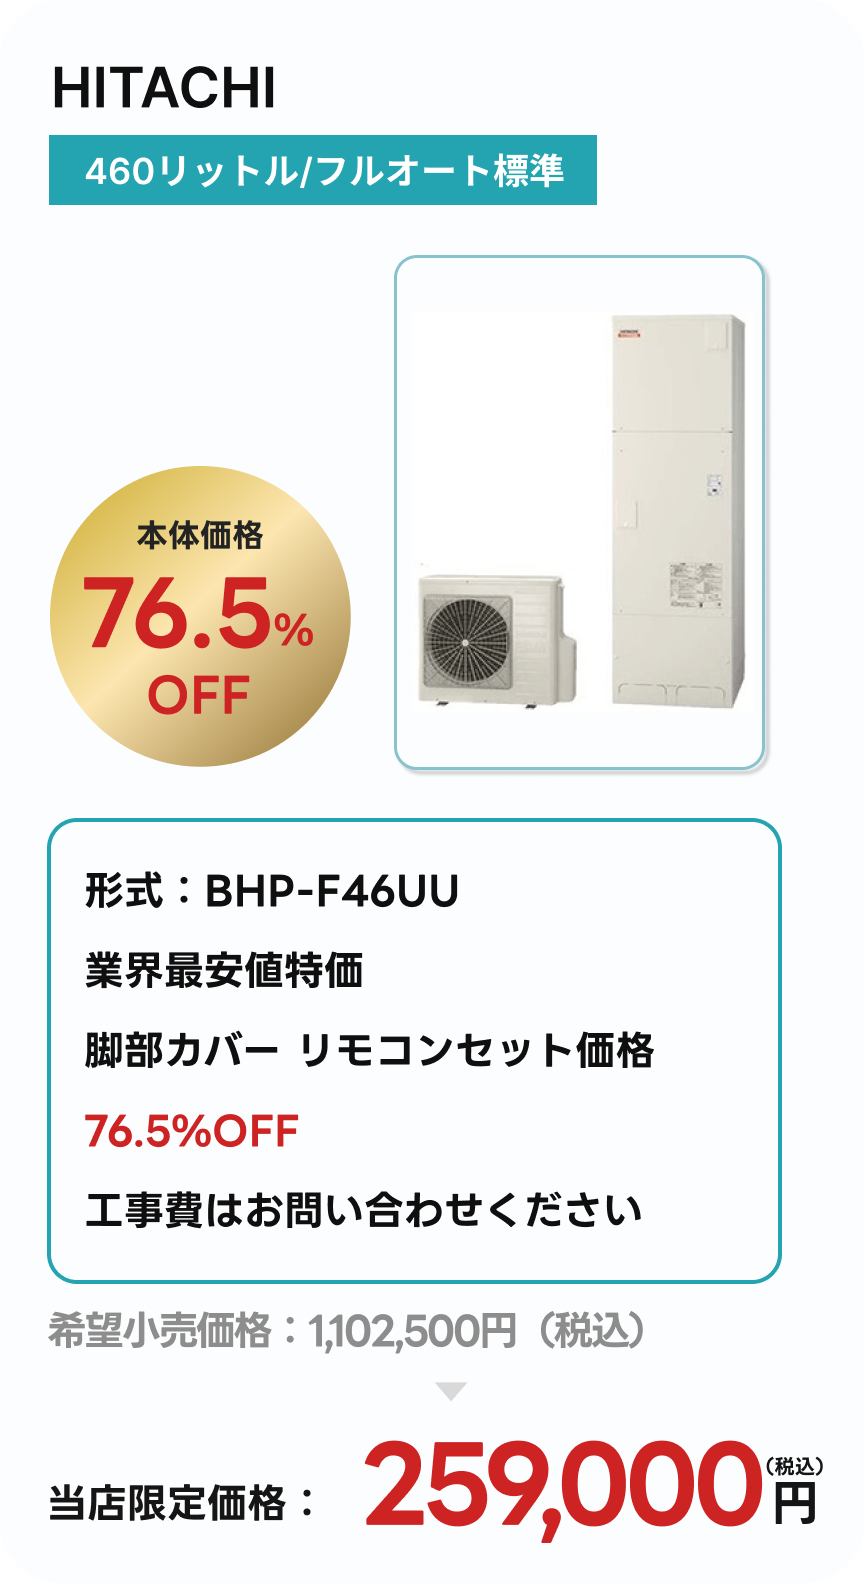 HITACHI
460リットル/フルオート標準
HITACHI
本体価格
76.5%
OFF
形式：BHP-F46UU
業界最安値特価
脚部カバー リモコンセット価格
76.5%OFF
工事費はお問い合わせください
希望小売価格：1,102,500円（税込）
当店限定価格： 259,000円（税込）